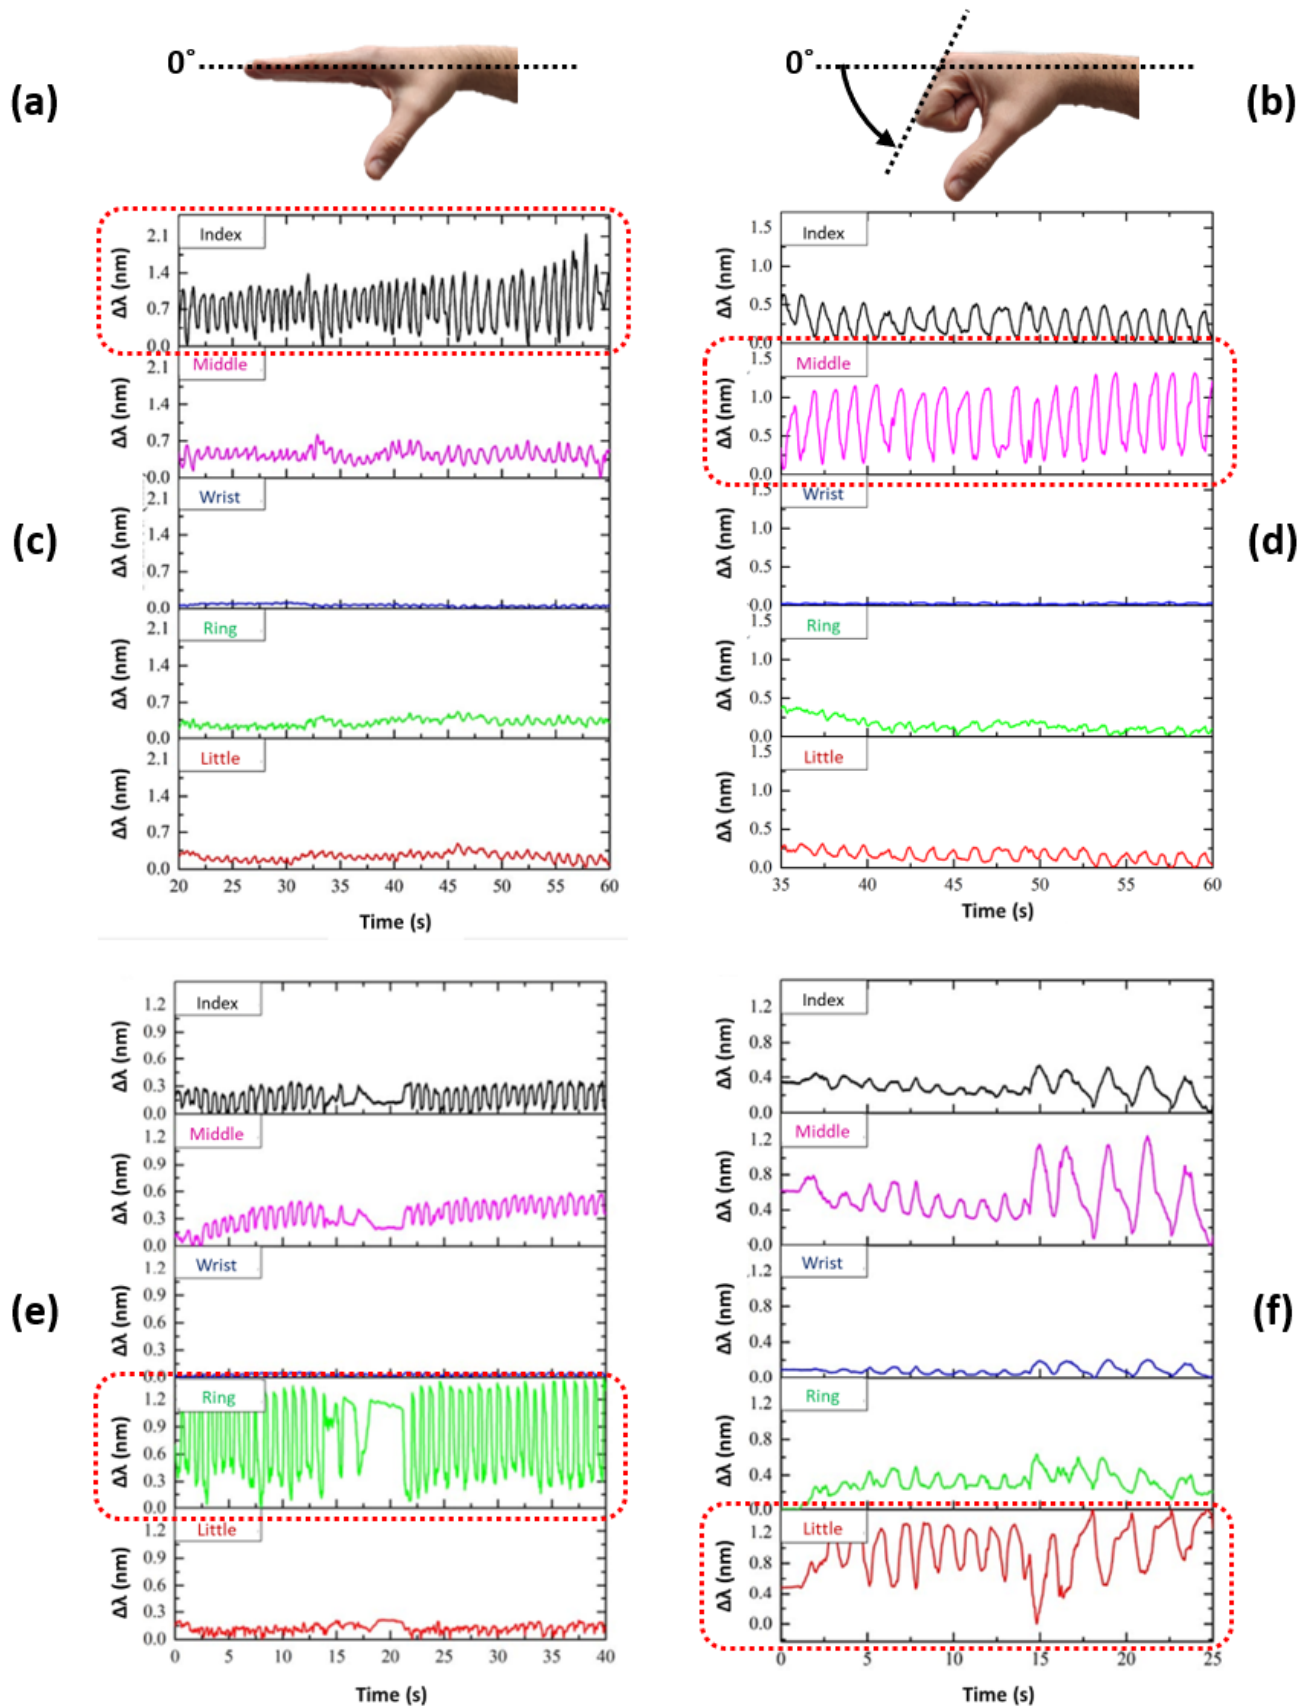 0°
0°
(a)
(b)
Index
2.1
1.4
0.7
0.0
Δλ (nm)
Middle
2.1
1.4
0.7
0.0
Δλ (nm)
Wrist
2.1
1.4
0.7
0.0
Δλ (nm)
Ring
2.1
1.4
0.7
0.0
Δλ (nm)
Little
2.1
1.4
0.7
0.0
Δλ (nm)
20 25 30 35 40 45 50 55 60
Time (s)
(c)
Index
1.5
1.0
0.5
0.0
Δλ (nm)
Middle
1.5
1.0
0.5
0.0
Δλ (nm)
Wrist
1.5
1.0
0.5
0.0
Δλ (nm)
Ring
1.5
1.0
0.5
0.0
Δλ (nm)
Little
1.5
1.0
0.5
0.0
Δλ (nm)
35 40 45 50 55 60
Time (s)
(d)
Index
1.2
0.9
0.6
0.3
0.0
Δλ (nm)
Middle
1.2
0.9
0.6
0.3
0.0
Δλ (nm)
Wrist
1.2
0.9
0.6
0.3
0.0
Δλ (nm)
Ring
1.2
0.9
0.6
0.3
0.0
Δλ (nm)
Little
1.2
0.9
0.6
0.3
0.0
Δλ (nm)
0 5 10 15 20 25 30 35 40
Time (s)
(e)
Index
1.2
0.8
0.4
0.0
Δλ (nm)
Middle
1.2
0.8
0.4
0.0
Δλ (nm)
Wrist
1.2
0.8
0.4
0.0
Δλ (nm)
Ring
1.2
0.8
0.4
0.0
Δλ (nm)
Little
1.2
0.8
0.4
0.0
Δλ (nm)
0 5 10 15 20 25
Time (s)
(f)